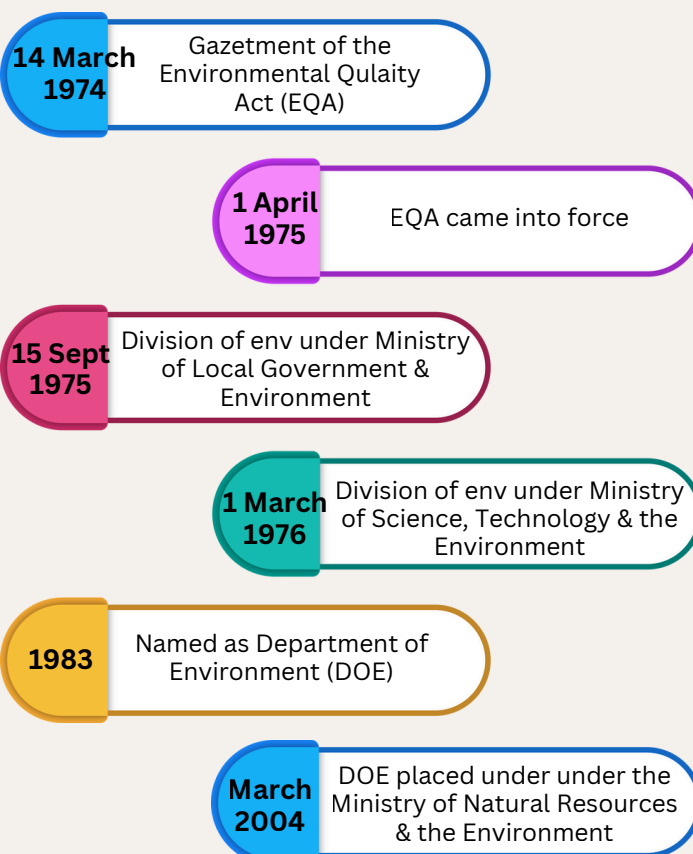 14 March
1974
Gazetment of the
Environmental Qulaity
Act (EQA)
1 April
1975
EQA came into force
15 Sept
1975
Division of env under Ministry
of Local Government &
Environment
1 March
1976
Division of env under Ministry
of Science, Technology & the
Environment
1983
Named as Department of
Environment (DOE)
March
2004
DOE placed under under the
Ministry of Natural Resources
& the Environment